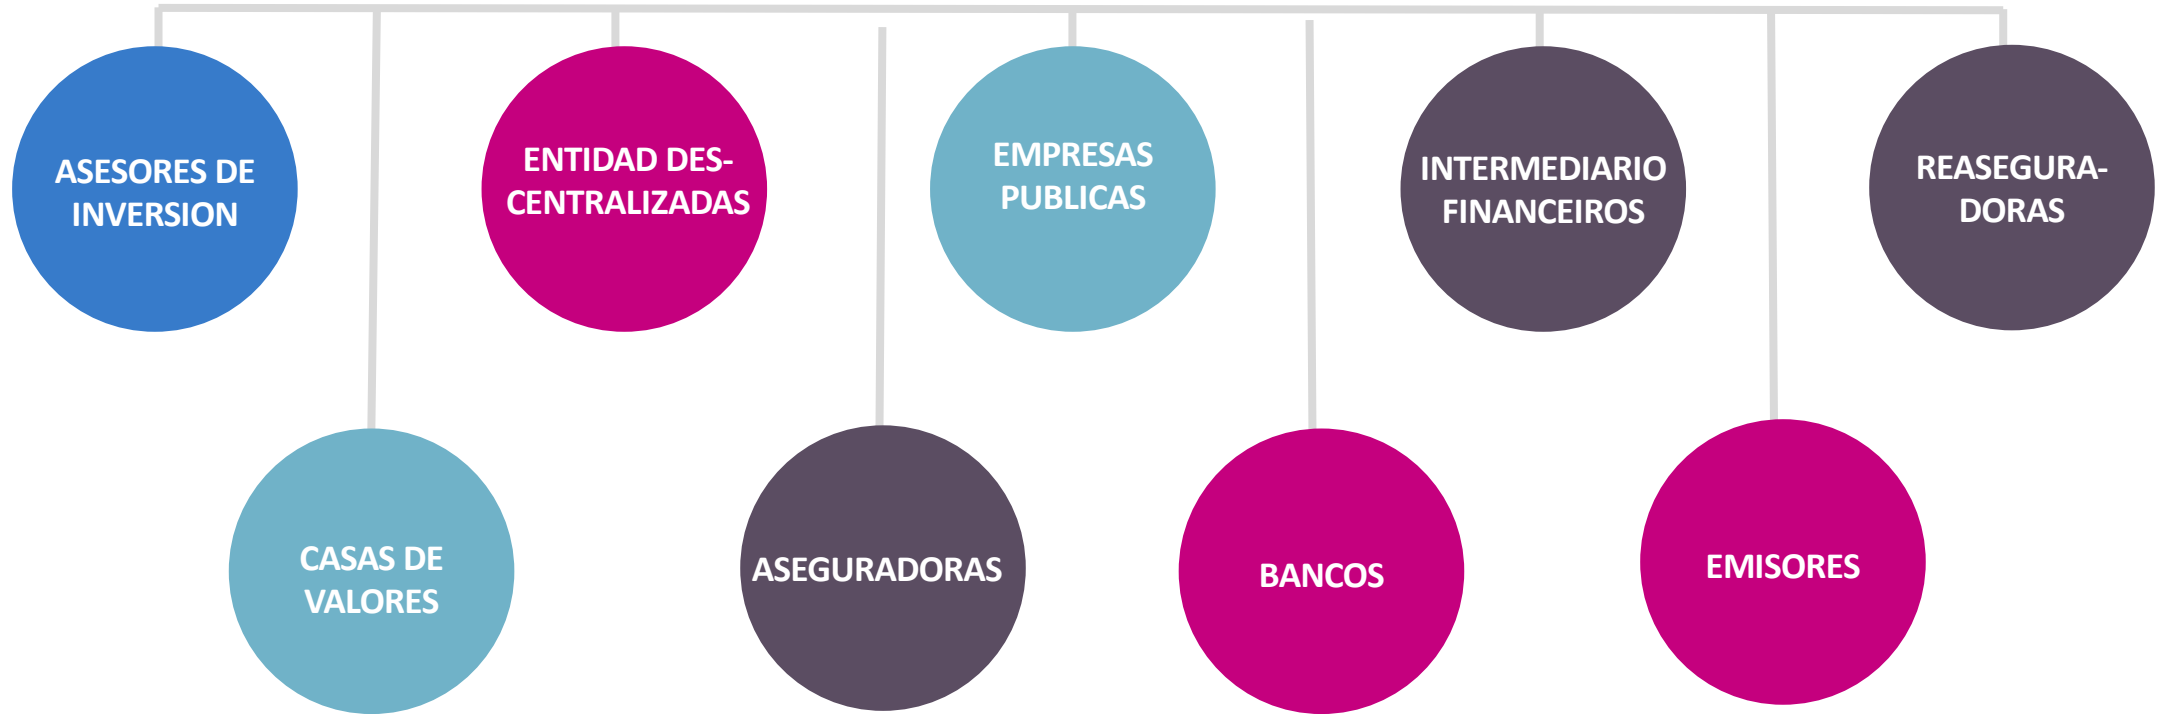 ASESORES DE
INVERSION
ENTIDAD DES-
CENTRALIZADAS
EMPRESAS
PUBLICAS
INTERMEDIARIO
FINANCEIROS
REASEGURA-
DORAS
CASAS DE
VALORES
ASEGURADORAS
BANCOS
EMISORES